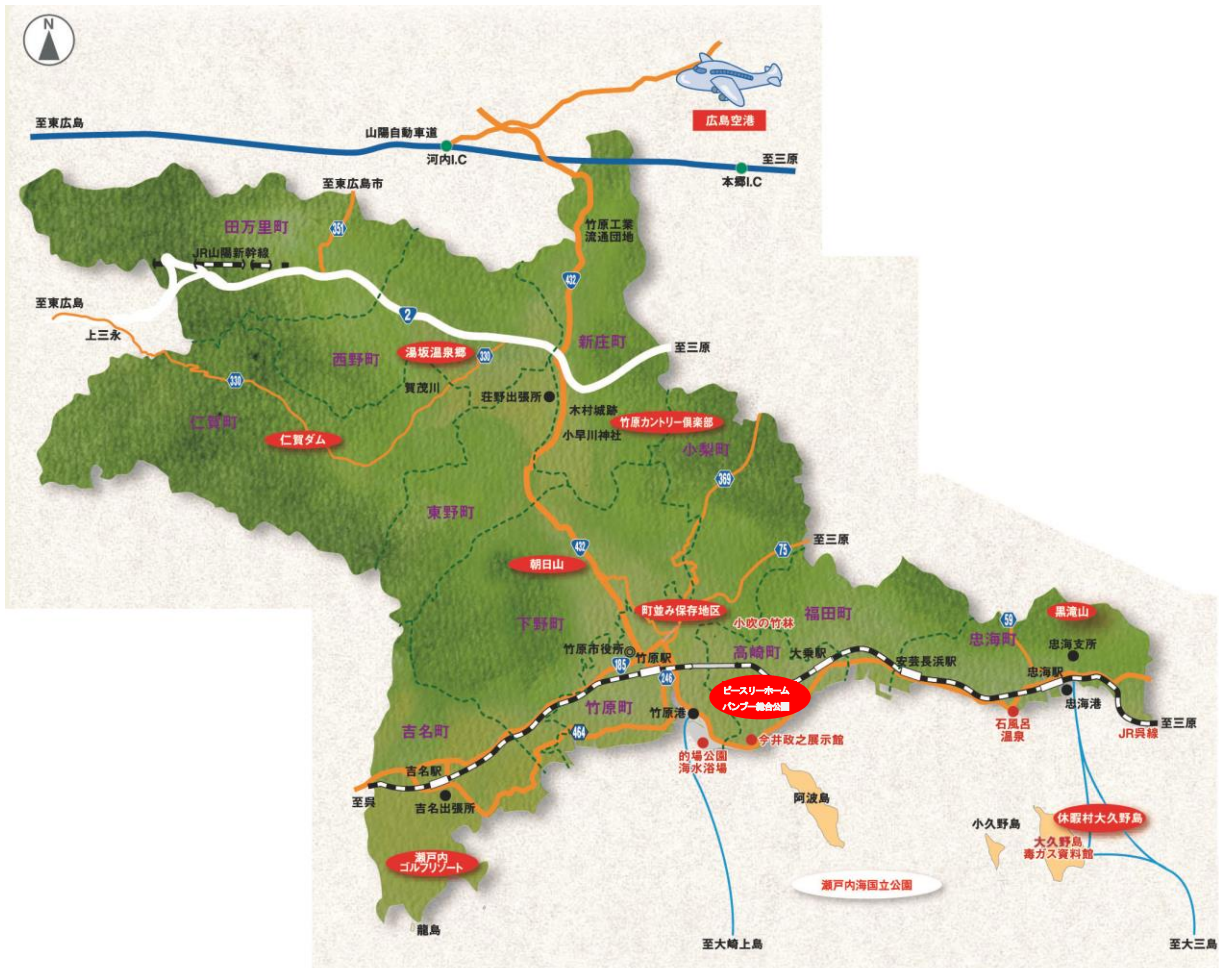 N
広島空港
至東広島
山陽自動車道
河内I.C
至三原
本郷I.C
至東広島市
351
田万里町
竹原工業
流通団地
JR山陽新幹線
432
至東広島
2
上三永
新庄町
至三原
湯坂温泉郷
330
西野町
330
賀茂川
荘野出張所
木村城跡
竹原カントリー倶楽部
仁賀町
仁賀ダム
小早川神社
小梨町
369
東野町
432
75
至三原
朝日山
町並み保存地区
小吹の竹林
福田町
59
黒滝山
下野町
忠海町
竹原市役所
竹原駅
高崎町
大乗駅
安芸長浜駅
忠海支所
185
忠海駅
246
ピースリーホーム
バンブー総合公園
忠海港
竹原町
竹原港
石風呂
温泉
至三原
JR呉線
吉名町
464
今井政之展示館
的場公園
海水浴場
吉名駅
至呉
吉名出張所
阿波島
小久野島
休暇村大久野島
大久野島
毒ガス資料館
瀬戸内
ゴルフリゾート
瀬戸内海国立公園
龍島
至大崎上島
至大三島